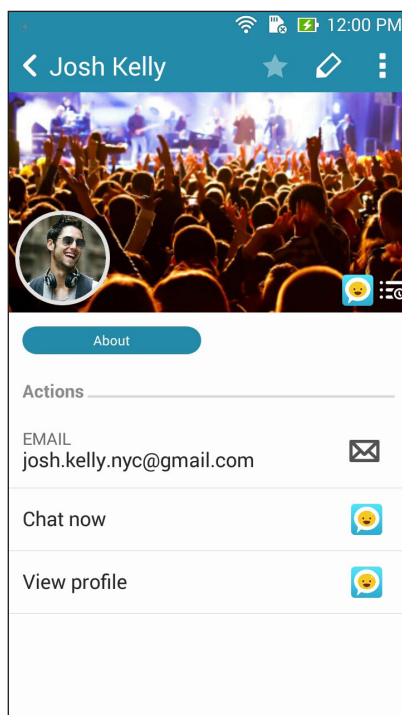 12:00 PM
Josh Kelly
About
Actions
EMAIL
josh.kelly.nyc@gmail.com
Chat now
View profile